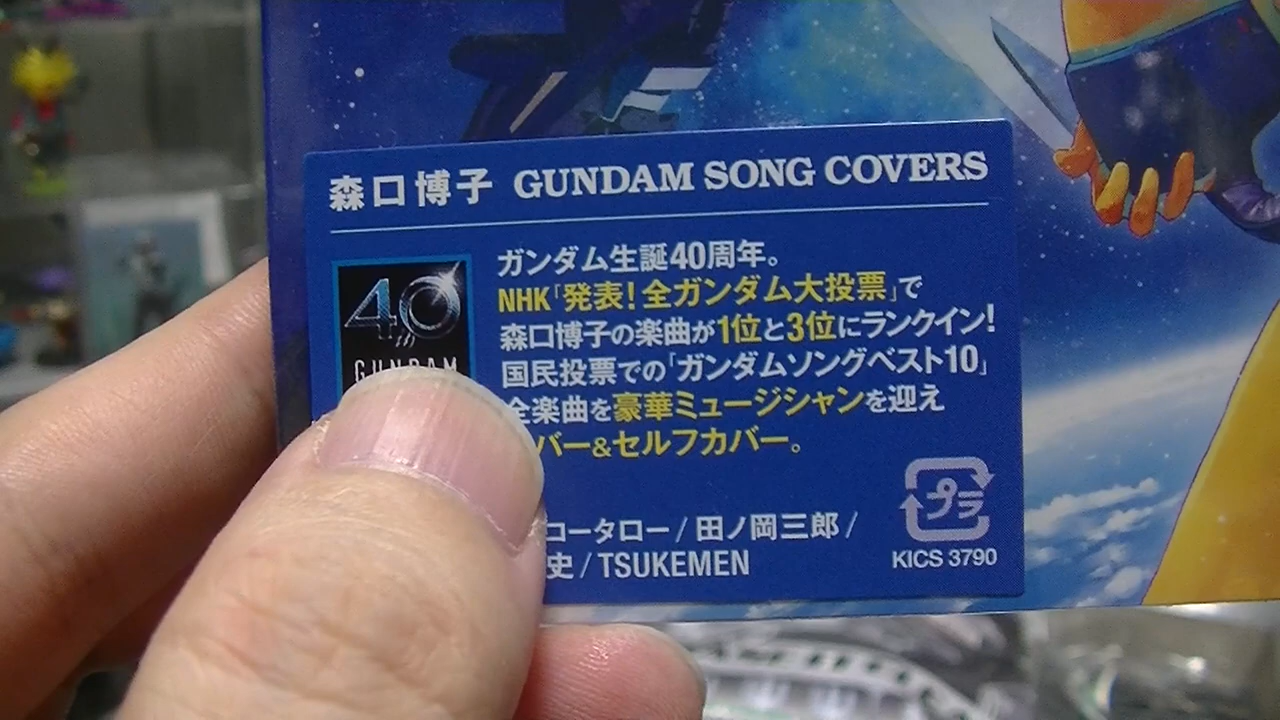 森口博子 GUNDAM SONG COVERS
40th
GUNDAM
ガンダム生誕40周年。
NHK「発表!全ガンダム大投票」で
森口博子の楽曲が1位と3位にランクイン!
国民投票での「ガンダムソングベスト10」
全楽曲を豪華ミュージシャンを迎え
バー&セルフカバー。
コータロー/田ノ岡三郎/
史/TSUKEMEN
プラ
KICS 3790